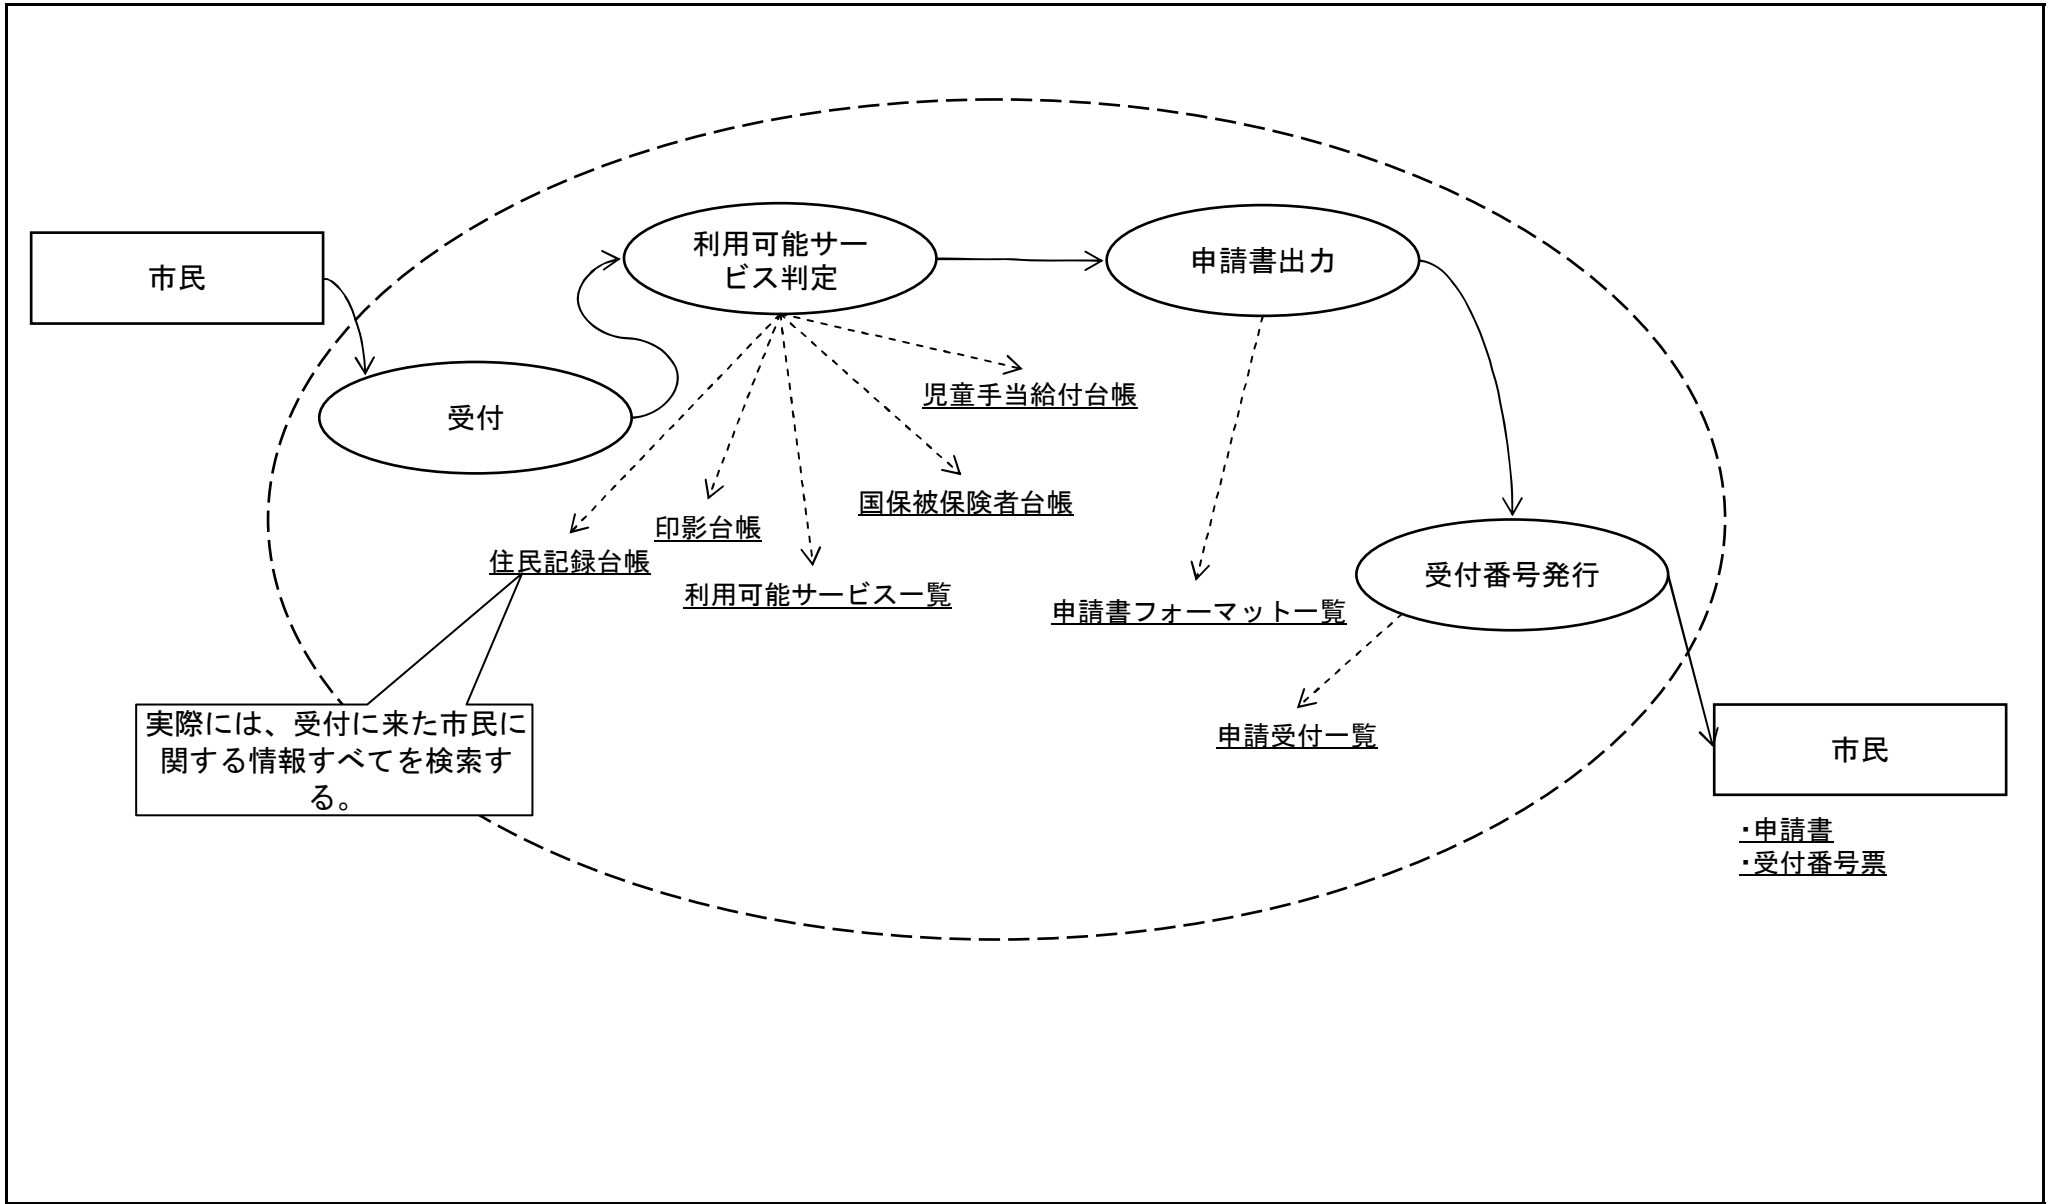 市民
利用可能サー
ビス判定
申請書出力
受付
児童手当給付台帳
国保被保険者台帳
印影台帳
住民記録台帳
利用可能サービス一覧
申請書フォーマット一覧
受付番号発行
申請受付一覧
実際には、受付に来た市民に
関する情報すべてを検索す
る。
市民
・申請書
・受付番号票